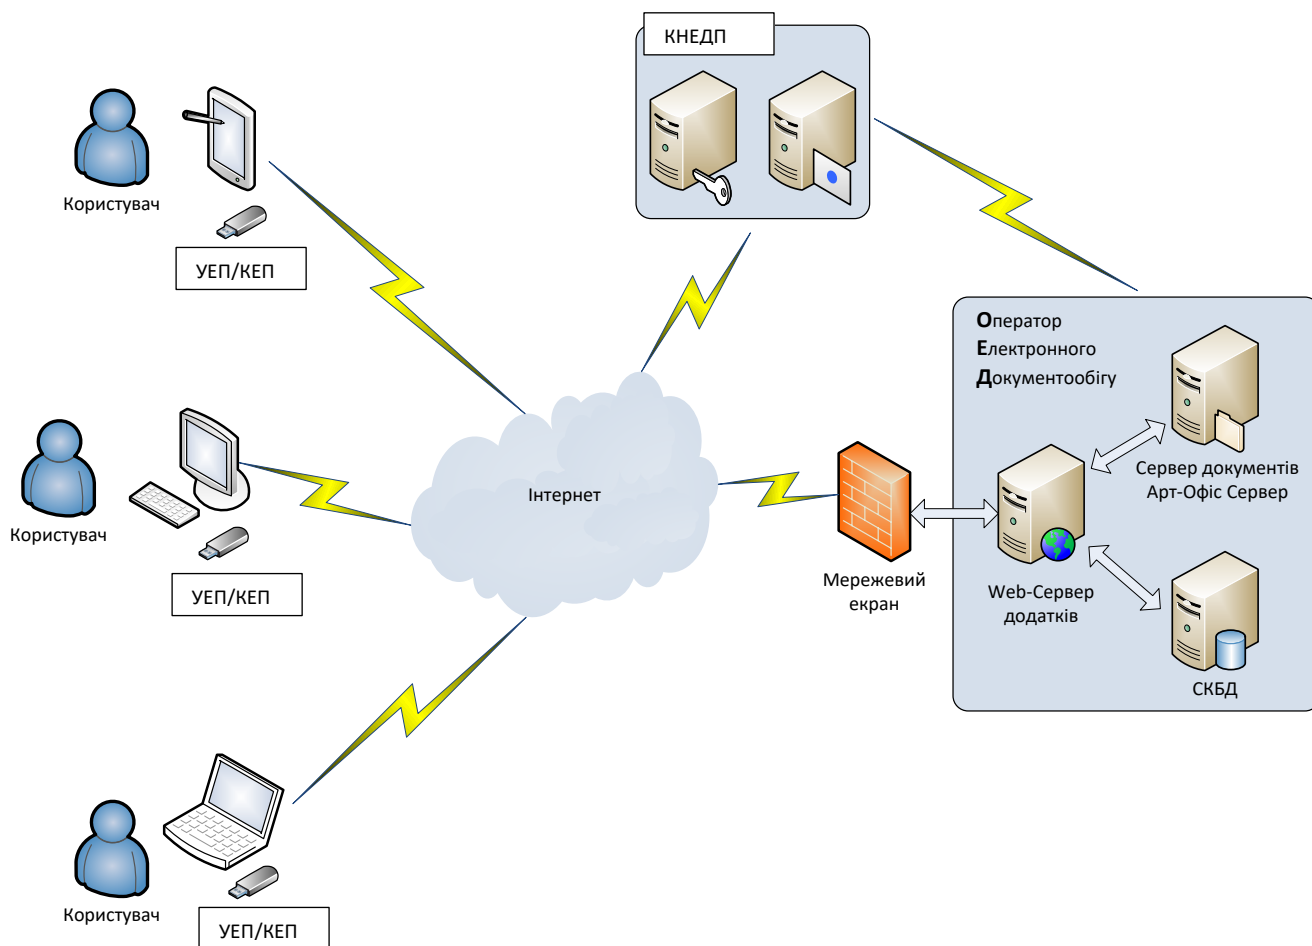 КНЕДП
Користувач
УЕП/КЕП
Оператор
Електронного
Документообігу
Сервер документів
Арт-Офіс Сервер
Інтернет
Користувач
УЕП/КЕП
Мережевий
екран
Web-Сервер
додатків
СКБД
Користувач
УЕП/КЕП